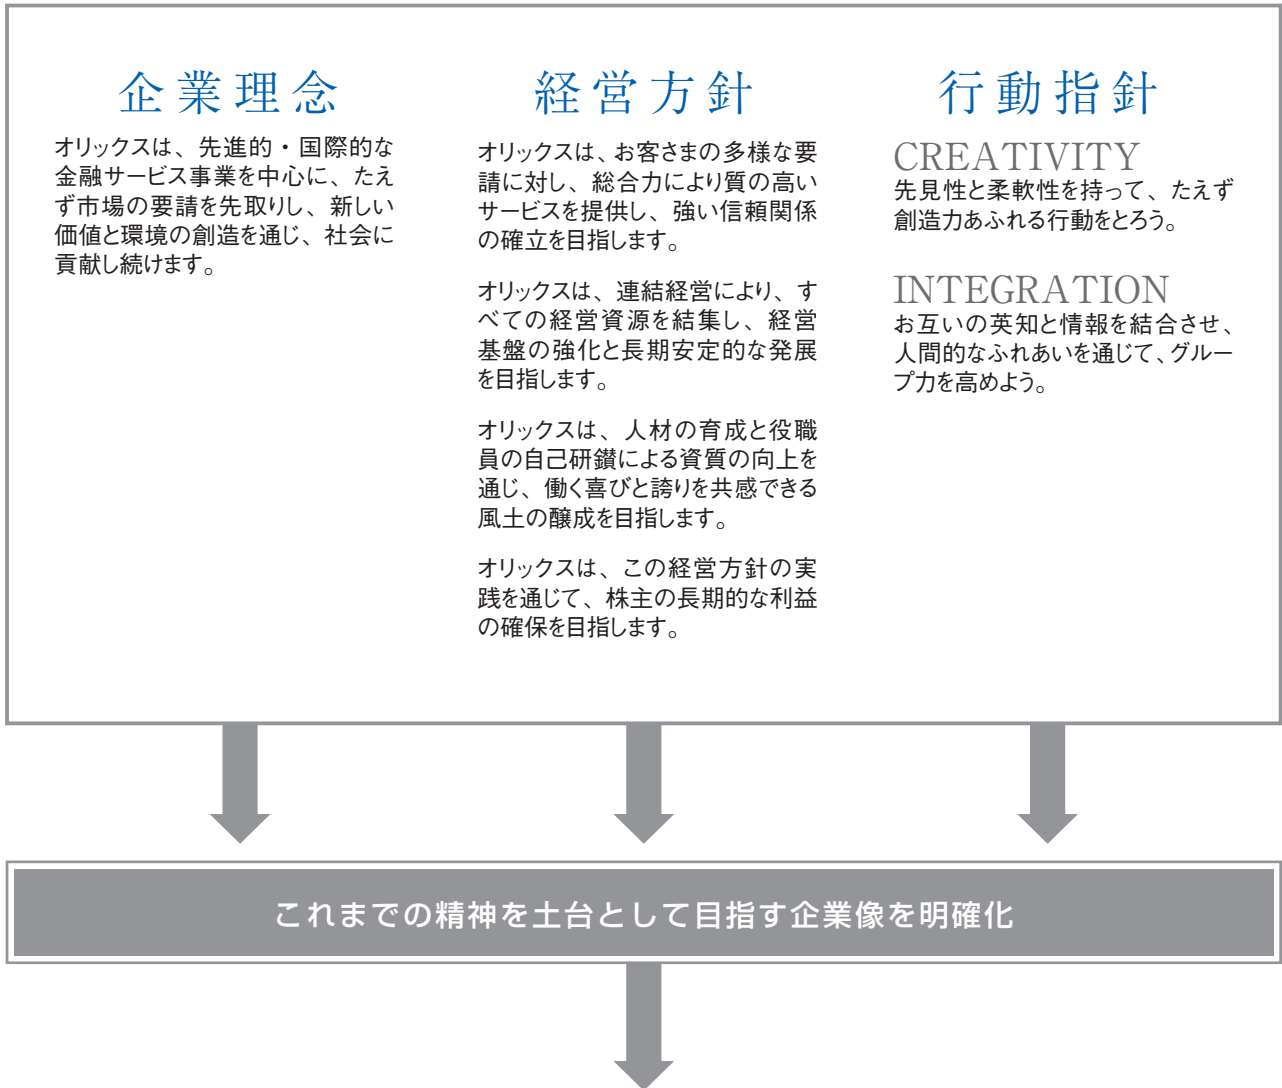 企業理念
オリックスは、先進的・国際的な
金融サービス事業を中心に、たえ
ず市場の要請を先取りし、新しい
価値と環境の創造を通じ、社会に
貢献し続けます。
経営方針
オリックスは、お客さまの多様な要
請に対し、総合力により質の高い
サービスを提供し、強い信頼関係
の確立を目指します。
オリックスは、連結経営により、す
べての経営資源を結集し、経営
基盤の強化と長期安定的な発展
を目指します。
オリックスは、人材の育成と役職
員の自己研鑚による資質の向上を
通じ、働く喜びと誇りを共感できる
風土の醸成を目指します。
オリックスは、この経営方針の実
践を通じて、株主の長期的な利益
の確保を目指します。
行動指針
CREATIVITY
先見性と柔軟性を持って、たえず
創造力あふれる行動をとろう。
INTEGRATION
お互いの英知と情報を結合させ、
人間的なふれあいを通じて、グルー
プ力を高めよう。
これまでの精神を土台として目指す企業像を明確化